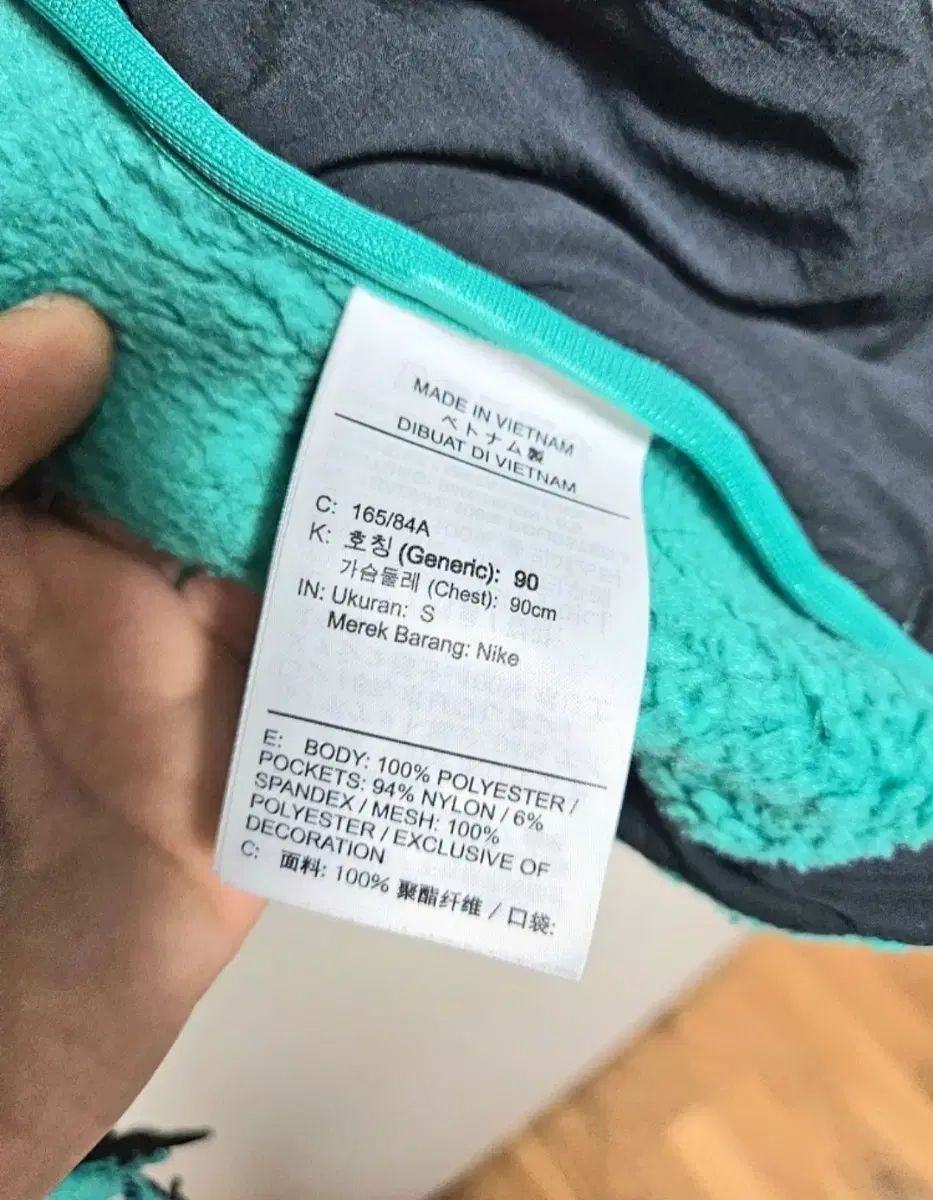 MADE IN VIETNAM
ベトナム製
DIBUAT DI VIETNAM
C: 165/84A
K: 호칭 (Generic): 90
가슴둘레 (Chest): 90cm
IN: Ukuran: S
Merek Barang: Nike
E: BODY: 100% POLYESTER /
POCKETS: 94% NYLON / 6%
SPANDEX / MESH: 100%
POLYESTER / EXCLUSIVE OF
DECORATION
C: 面料: 100% 聚酯纤维 / 口袋: